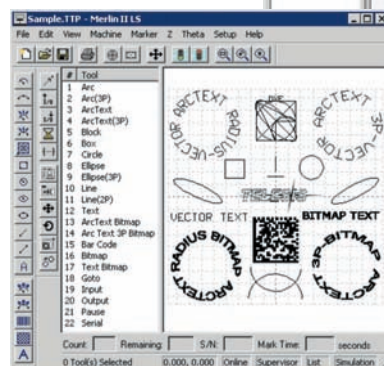 Sample.TTP - Merlin II LS
File Edit View Machine Marker Z Theta Setup Help
# Tool
1 Arc
2 Arc(3P)
3 ArcText
4 ArcText(3P)
5 Block
6 Box
7 Circle
8 Ellipse
9 Ellipse(3P)
10 Line
11 Line(2P)
12 Text
13 ArcText Bitmap
14 Arc Text 3P Bitmap
15 Bar Code
16 Bitmap
17 Text Bitmap
18 Goto
19 Input
20 Output
21 Pause
22 Serial
RADIUS-VECTOR ARCTEXT
3P-VECTOR ARCTEXT
TELESIS
VECTOR TEXT
BITMAP TEXT
RADIUS BITMAP ARCTEXT
3P-BITMAP ARCTEXT
Count: Remaining: S/N: Mark Time: seconds
0 Tool(s) Selected 0.000, 0.000 Online Supervisor List Simulation